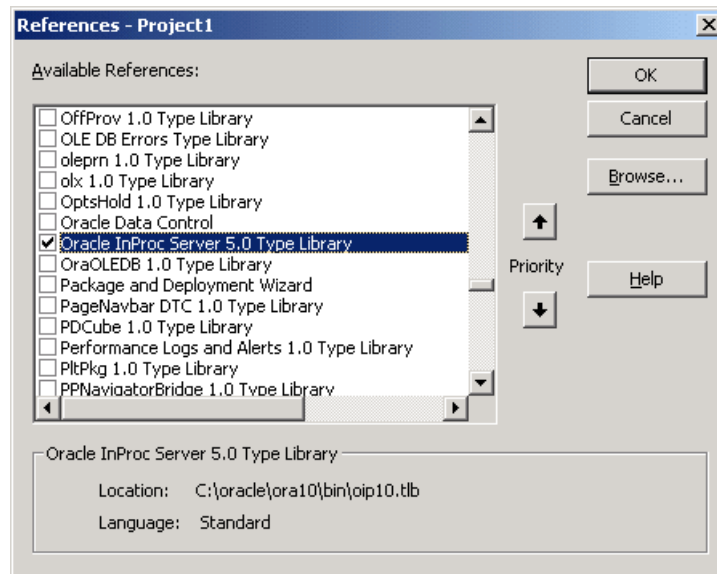 References - Project1
Available References:
OffProv 1.0 Type Library
OLE DB Errors Type Library
oleprn 1.0 Type Library
olx 1.0 Type Library
OptsHold 1.0 Type Library
Oracle Data Control
Oracle InProc Server 5.0 Type Library
OraOLEDB 1.0 Type Library
Package and Deployment Wizard
PageNavbar DTC 1.0 Type Library
PDCube 1.0 Type Library
Performance Logs and Alerts 1.0 Type Library
PltPkg 1.0 Type Library
PPNavigatorBridge 1.0 Type Library
OK
Cancel
Browse...
Priority
Help
Oracle InProc Server 5.0 Type Library
Location: C:\oracle\ora10\bin\oip10.tlb
Language: Standard